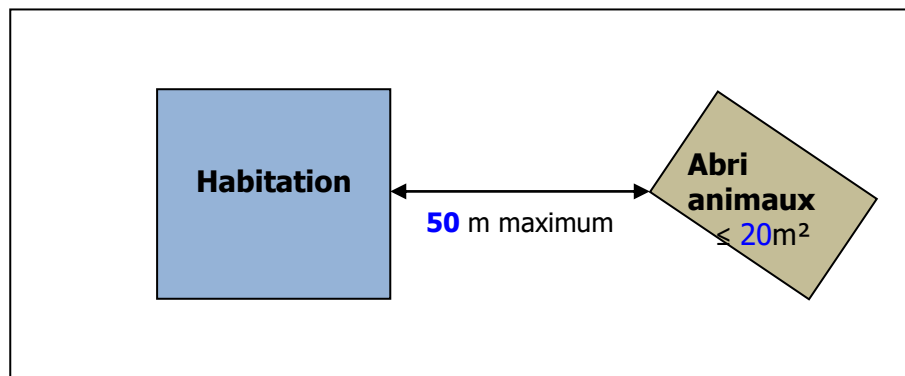 Habitation
50 m maximum
Abri
animaux
≤ 20m²